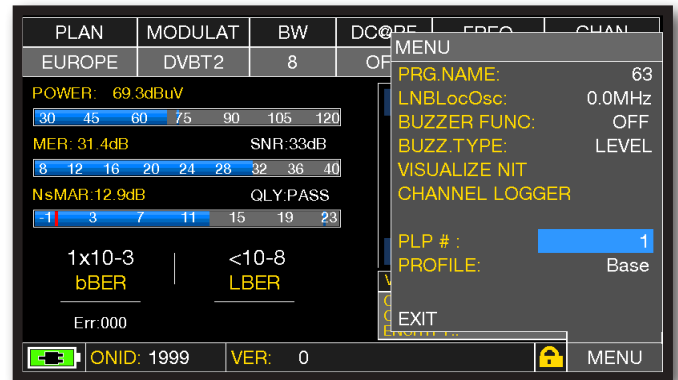 PLAN MODULAT BW DC@RF FREQ CHAN
EUROPE DVBT2 8
MENU
PRG.NAME: 63
LNBLocOsc: 0.0MHz
BUZZER FUNC: OFF
BUZZ.TYPE: LEVEL
VISUALIZE NIT
CHANNEL LOGGER
PLP # : 1
PROFILE: Base
EXIT
POWER: 69.3dBuV
30 45 60 75 90 105 120
MER: 31.4dB SNR:33dB
8 12 16 20 24 28 32 36 40
NsMAR:12.9dB QLY:PASS
-1 3 7 11 15 19 23
1x10-3 <10-8
bBER LBER
Err:000
ONID: 1999 VER: 0 MENU